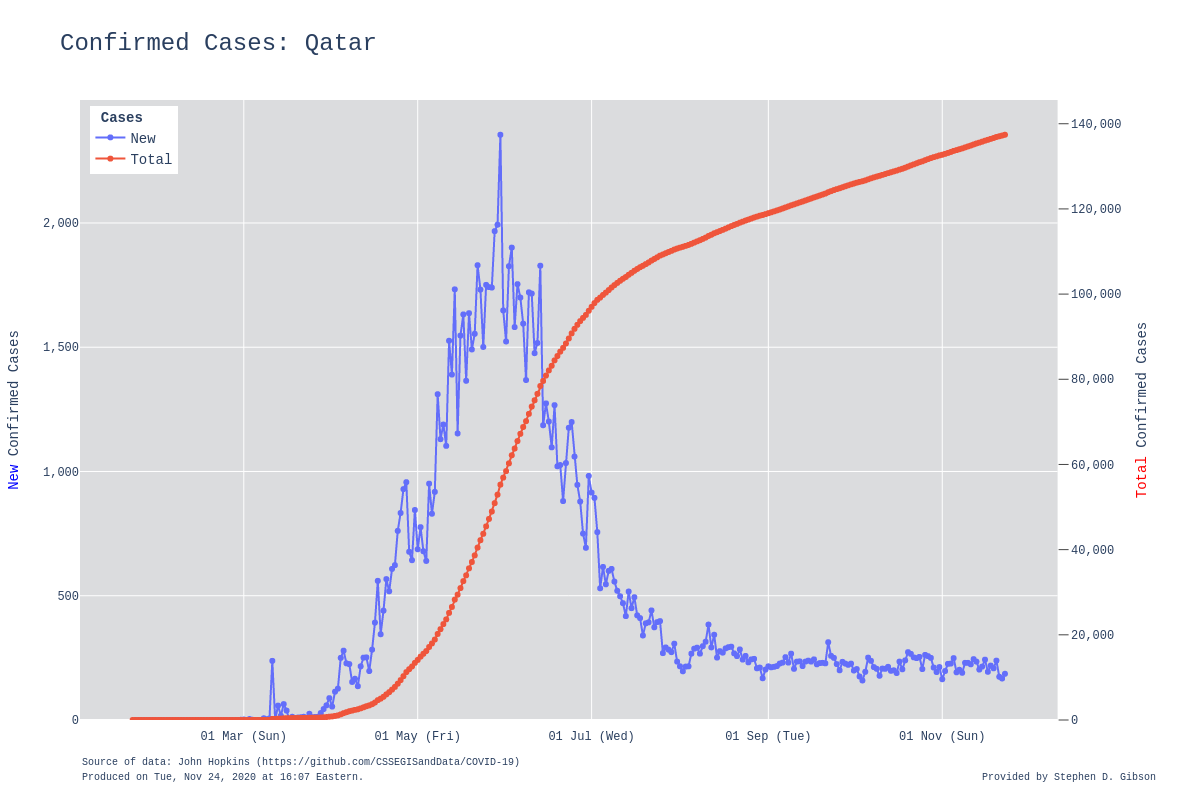 Confirmed Cases: Qatar
Cases
New
Total
2,000
1,500
1,000
500
0
140,000
120,000
100,000
80,000
60,000
40,000
20,000
0
New Confirmed Cases
Total Confirmed Cases
01 Mar (Sun) 01 May (Fri) 01 Jul (Wed) 01 Sep (Tue) 01 Nov (Sun)
Source of data: John Hopkins (https://github.com/CSSEGISandData/COVID-19)
Produced on Tue, Nov 24, 2020 at 16:07 Eastern.
Provided by Stephen D. Gibson